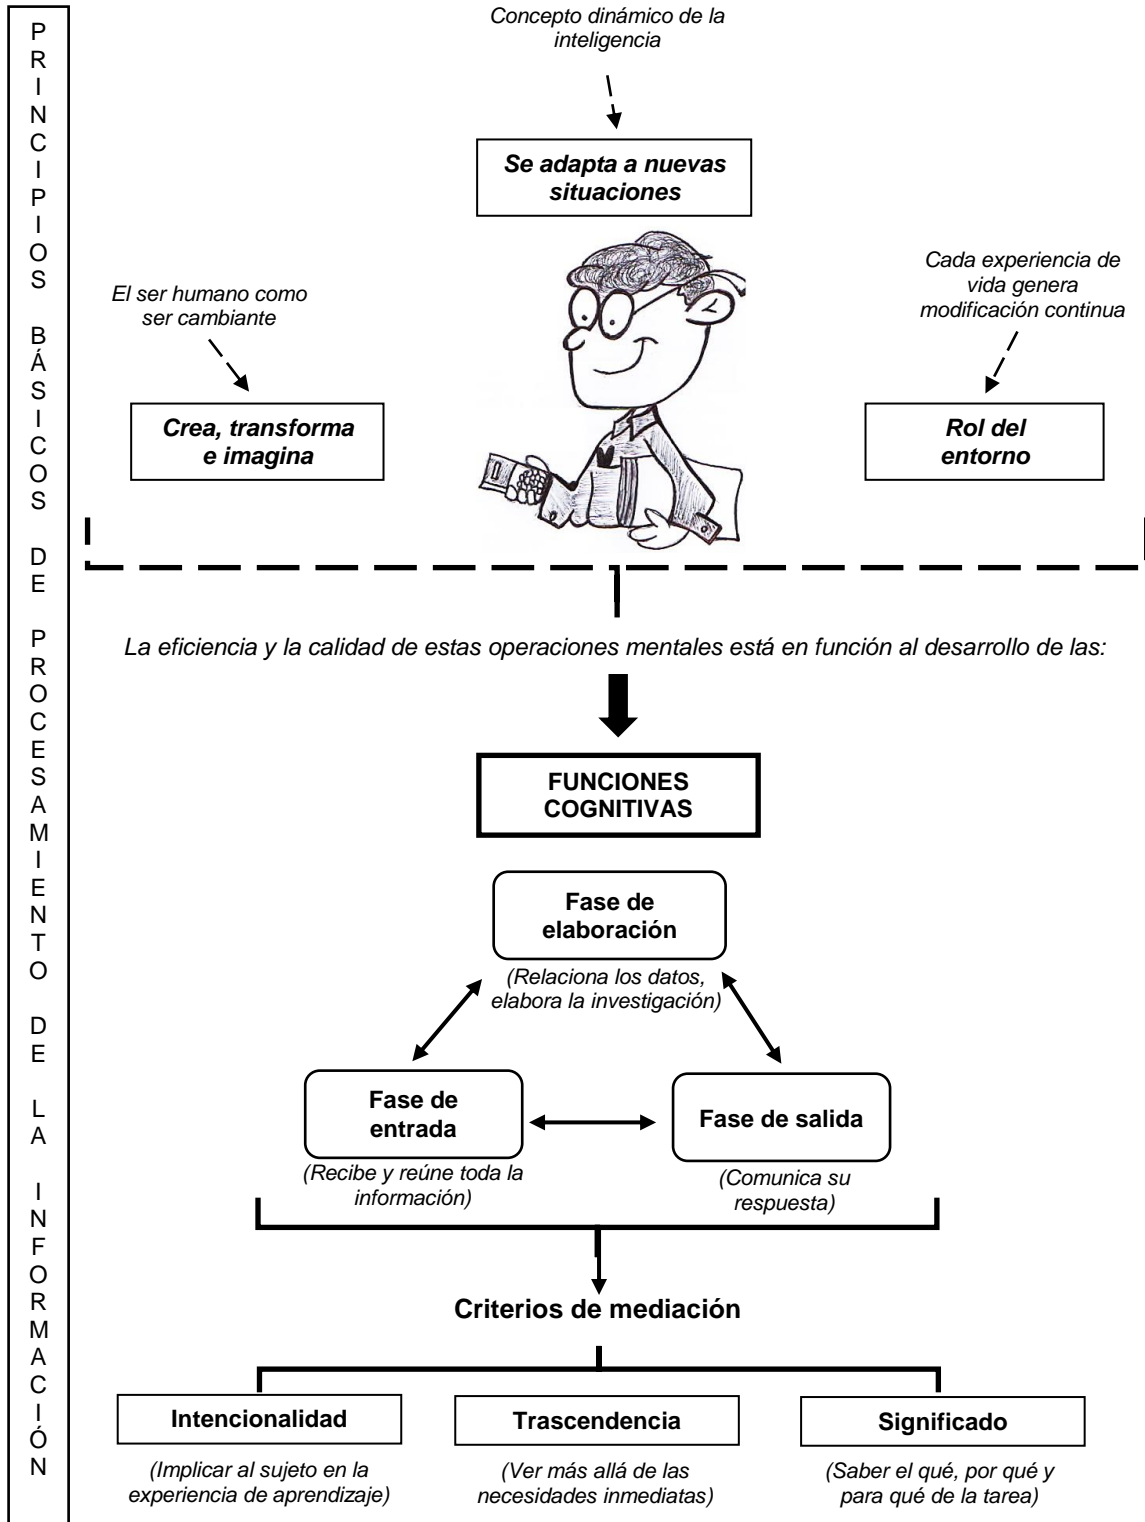 PRINCIPIOS BÁSICOS DE PROCESAMIENTO DE LA INFORMACIÓN
Concepto dinámico de la
inteligencia
Se adapta a nuevas
situaciones
El ser humano como
ser cambiante
Crea, transforma
e imagina
Cada experiencia de
vida genera
modificación continua
Rol del
entorno
La eficiencia y la calidad de estas operaciones mentales está en función al desarrollo de las:
FUNCIONES
COGNITIVAS
Fase de
elaboración
(Relaciona los datos,
elabora la investigación)
Fase de
entrada
(Recibe y reúne toda la
información)
Fase de salida
(Comunica su
respuesta)
Criterios de mediación
Intencionalidad
(Implicar al sujeto en la
experiencia de aprendizaje)
Trascendencia
(Ver más allá de las
necesidades inmediatas)
Significado
(Saber el qué, por qué y
para qué de la tarea)